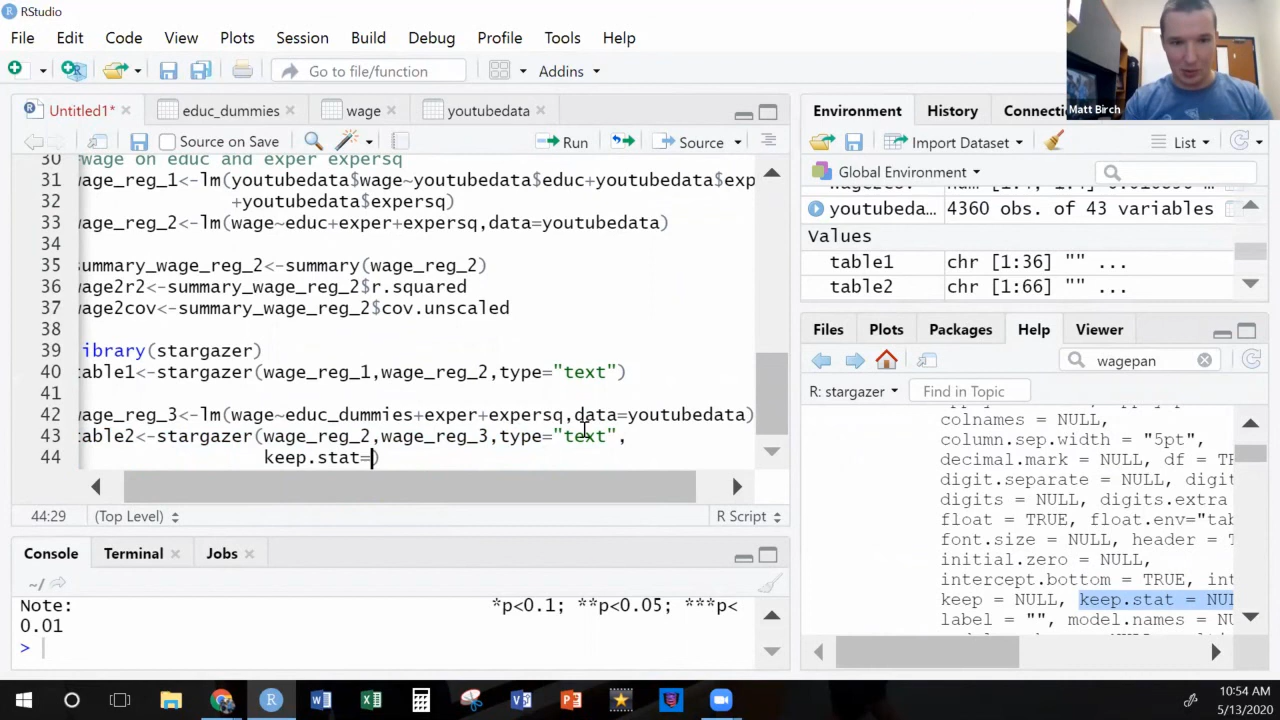 RStudio
File Edit Code View Plots Session Build Debug Profile Tools Help
Go to file/function Addins
Matt Birch
Untitled1* educ_dummies wage youtubedata
Environment History Connecti
Source on Save Run Source
Import Dataset List
Global Environment
30 wage on educ and exper expersq
31 wage_reg_1<-lm(youtubedata$wage~youtubedata$educ+youtubedata$exp
32 +youtubedata$expersq)
33 wage_reg_2<-lm(wage~educ+exper+expersq,data=youtubedata)
34
35 summary_wage_reg_2<-summary(wage_reg_2)
36 wage2r2<-summary_wage_reg_2$r.squared
37 wage2cov<-summary_wage_reg_2$cov.unscaled
38
39 library(stargazer)
40 table1<-stargazer(wage_reg_1,wage_reg_2,type="text")
41
42 wage_reg_3<-lm(wage~educ_dummies+exper+expersq,data=youtubedata)
43 table2<-stargazer(wage_reg_2,wage_reg_3,type="text",
44 keep.stat=)
44:29 (Top Level) R Script
youtubeda... 4360 obs. of 43 variables
Values
table1 chr [1:36] "" ...
table2 chr [1:66] "" ...
Files Plots Packages Help Viewer
wagepan
R: stargazer Find in Topic
colnames = NULL,
column.sep.width = "5pt",
decimal.mark = NULL, df = TR
digit.separate = NULL, digit
digits = NULL, digits.extra
float = TRUE, float.env="tab
font.size = NULL, header = T
initial.zero = NULL,
intercept.bottom = TRUE, int
keep = NULL, keep.stat = NUL
label = "", model.names = NU
Console Terminal Jobs
~/
Note: *p<0.1; **p<0.05; ***p<
0.01
>
10:54 AM
5/13/2020